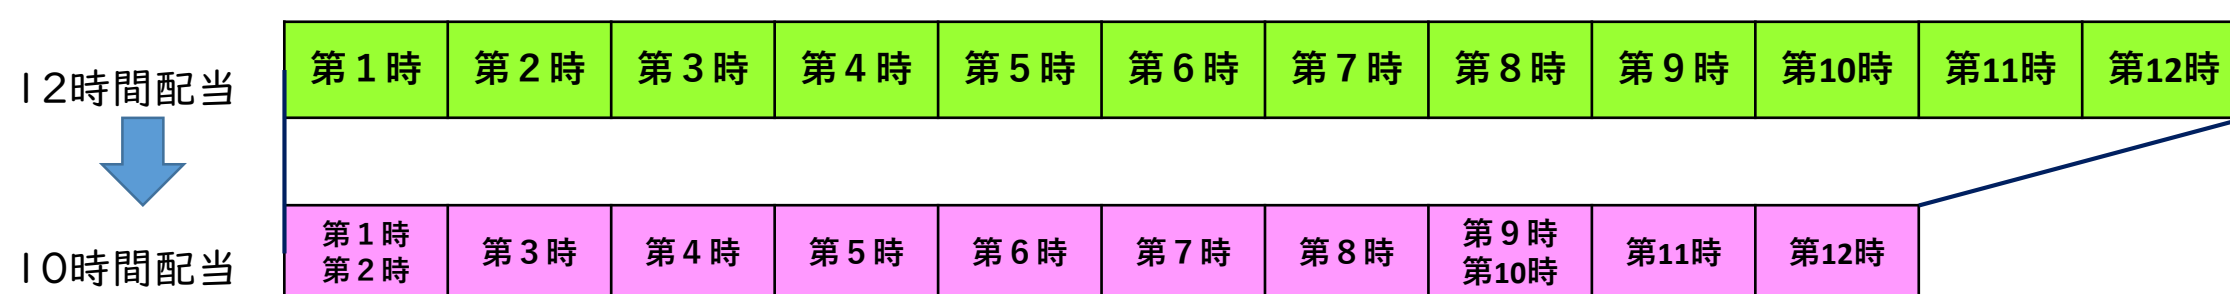 12時間配当
第１時 第２時 第３時 第４時 第５時 第６時 第７時 第８時 第９時 第10時 第11時 第12時
10時間配当
第１時 第３時 第４時 第５時 第６時 第７時 第８時 第９時 第11時 第12時
第２時 第10時